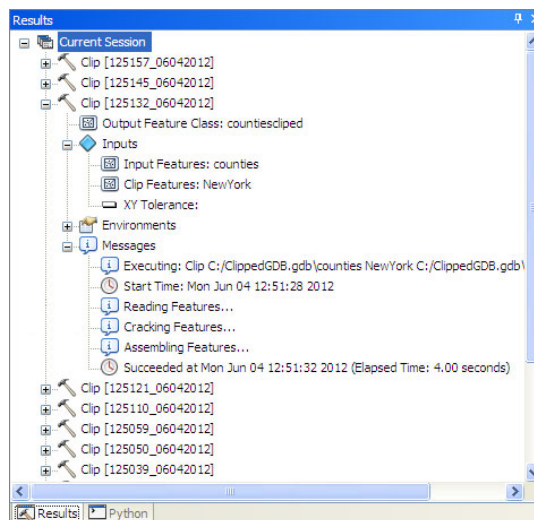 Results
Current Session
Clip [125157_06042012]
Clip [125145_06042012]
Clip [125132_06042012]
Output Feature Class: countiescliped
Inputs
Input Features: counties
Clip Features: NewYork
XY Tolerance:
Environments
Messages
Executing: Clip C:/ClippedGDB.gdb\counties NewYork C:/ClippedGDB.gdb\
Start Time: Mon Jun 04 12:51:28 2012
Reading Features...
Cracking Features...
Assembling Features...
Succeeded at Mon Jun 04 12:51:32 2012 (Elapsed Time: 4.00 seconds)
Clip [125121_06042012]
Clip [125110_06042012]
Clip [125059_06042012]
Clip [125050_06042012]
Clip [125039_06042012]
Results Python